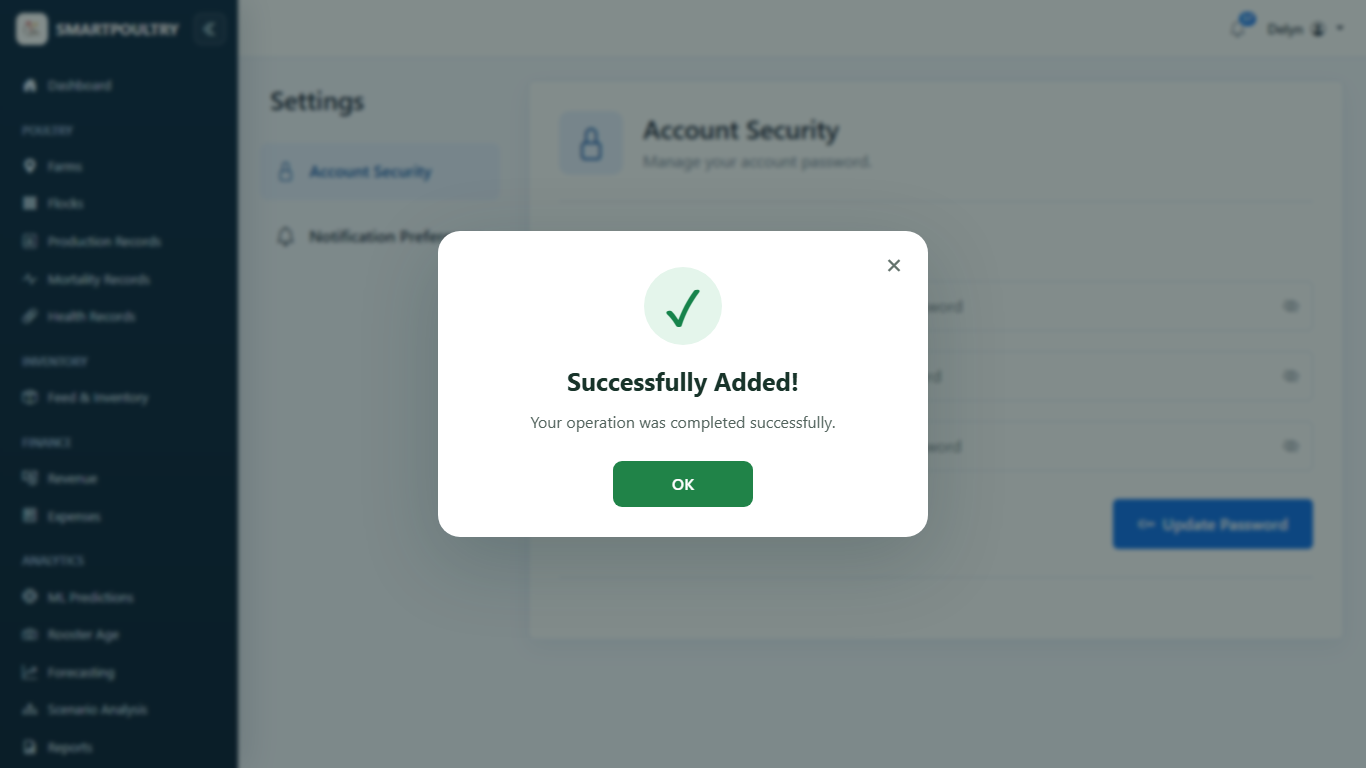 SMARTPOULTRY
Delyn
Dashboard
POULTRY
Farms
Flocks
Production Records
Mortality Records
Health Records
INVENTORY
Feed & Inventory
FINANCE
Revenue
Expenses
ANALYTICS
ML Predictions
Rooster Age
Forecasting
Scenario Analysis
Reports
Settings
Account Security
Notification
Account Security
Manage your account password.
Update Password
Successfully Added!
Your operation was completed successfully.
OK